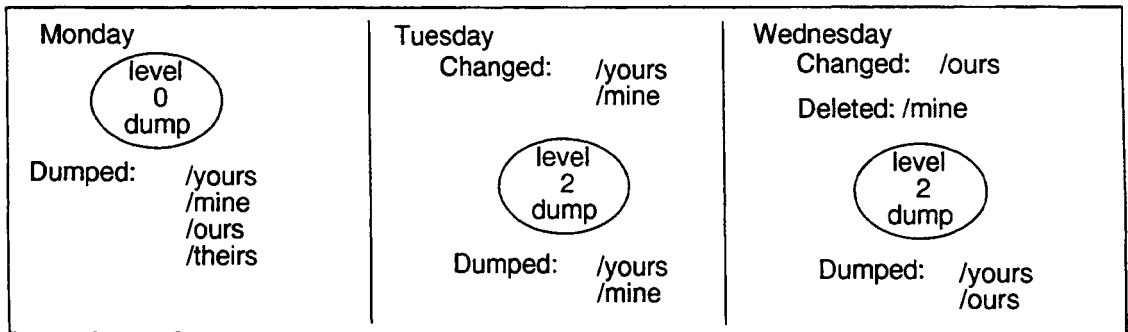 Monday
level
0
dump
Dumped: /yours
/mine
/ours
/theirs
Tuesday
Changed: /yours
/mine
level
2
dump
Dumped: /yours
/mine
Wednesday
Changed: /ours
Deleted: /mine
level
2
dump
Dumped: /yours
/ours